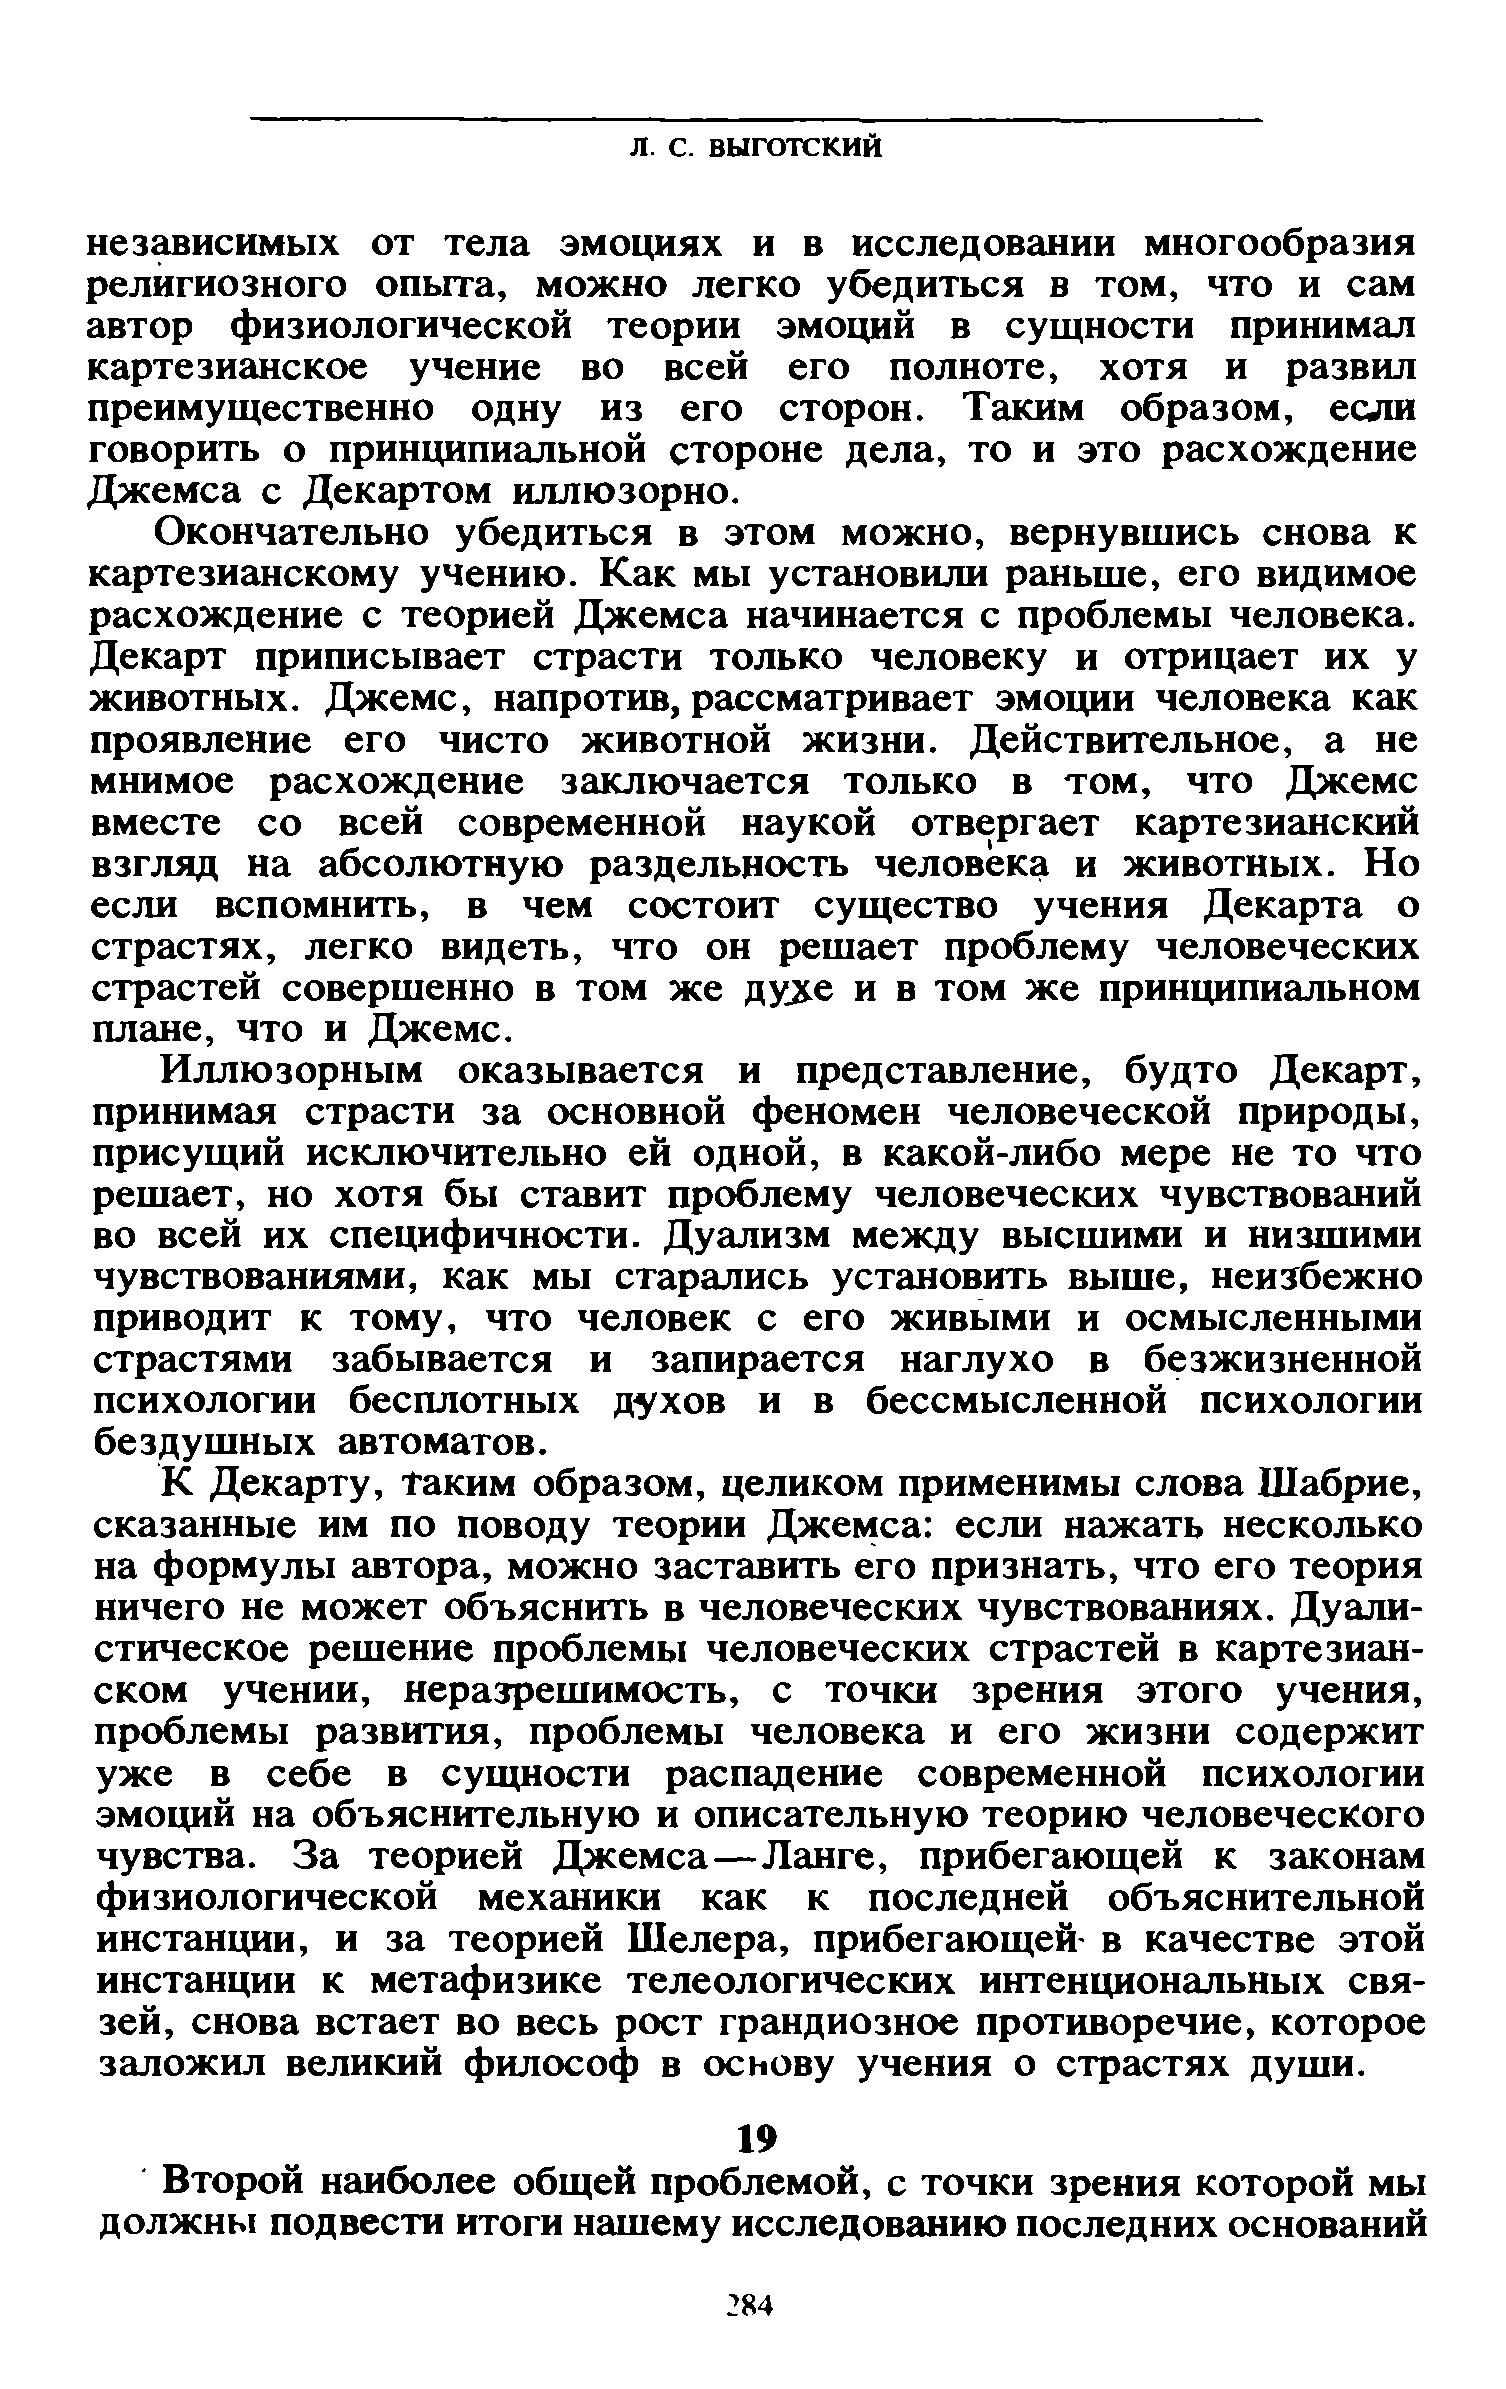 Л. С. ВЫГОТСКИЙ
независимых от тела эмоциях и в исследовании многообразия
религиозного опыта, можно легко убедиться в том, что и сам
автор физиологической теории эмоций в сущности принимал
картезианское учение во всей его полноте, хотя и развил
преимущественно одну из его сторон. Таким образом, если
говорить о принципиальной стороне дела, то и это расхождение
Джемса с Декартом иллюзорно.
Окончательно убедиться в этом можно, вернувшись снова к
картезианскому учению. Как мы установили раньше, его видимое
расхождение с теорией Джемса начинается с проблемы человека.
Декарт приписывает страсти только человеку и отрицает их у
животных. Джемс, напротив, рассматривает эмоции человека как
проявление его чисто животной жизни. Действительное, а не
мнимое расхождение заключается только в том, что Джемс
вместе со всей современной наукой отвергает картезианский
взгляд на абсолютную раздельность человека и животных. Но
если вспомнить, в чем состоит существо учения Декарта о
страстях, легко видеть, что он решает проблему человеческих
страстей совершенно в том же духе и в том же принципиальном
плане, что и Джемс.
Иллюзорным оказывается и представление, будто Декарт,
принимая страсти за основной феномен человеческой природы,
присущий исключительно ей одной, в какой-либо мере не то что
решает, но хотя бы ставит проблему человеческих чувствований
во всей их специфичности. Дуализм между высшими и низшими
чувствованиями, как мы старались установить выше, неизбежно
приводит к тому, что человек с его живыми и осмысленными
страстями забывается и запирается наглухо в безжизненной
психологии бесплотных духов и в бессмысленной психологии
бездушных автоматов.
К Декарту, таким образом, целиком применимы слова Шабрие,
сказанные им по поводу теории Джемса: если нажать несколько
на формулы автора, можно заставить его признать, что его теория
ничего не может объяснить в человеческих чувствованиях. Дуали-
стическое решение проблемы человеческих страстей в картезиан-
ском учении, неразрешимость, с точки зрения этого учения,
проблемы развития, проблемы человека и его жизни содержит
уже в себе в сущности распадение современной психологии
эмоций на объяснительную и описательную теорию человеческого
чувства. За теорией Джемса—Ланге, прибегающей к законам
физиологической механики как к последней объяснительной
инстанции, и за теорией Шелера, прибегающей в качестве этой
инстанции к метафизике телеологических интенциональных свя-
зей, снова встает во весь рост грандиозное противоречие, которое
заложил великий философ в основу учения о страстях души.
19
Второй наиболее общей проблемой, с точки зрения которой мы
должны подвести итоги нашему исследованию последних оснований
284